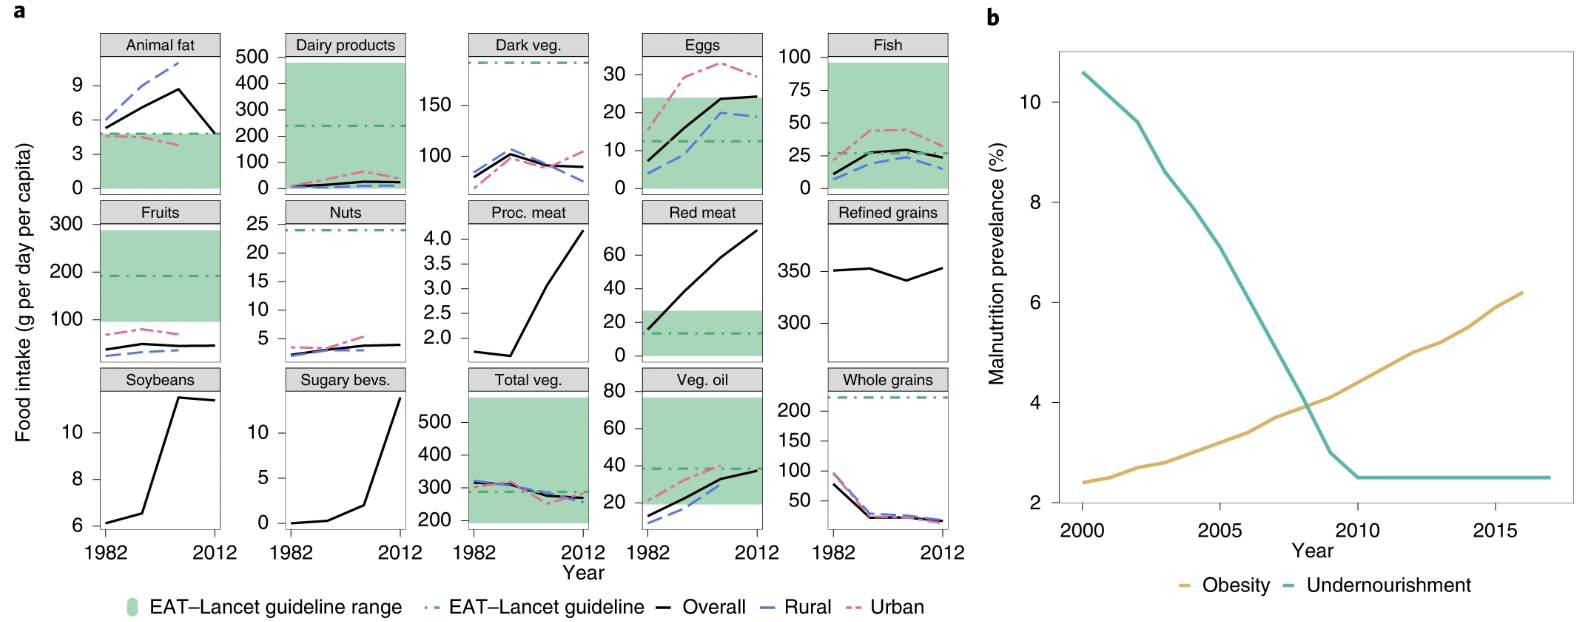 a
b
Food intake (g per day per capita)
Animal fat
9
6
3
0
Dairy products
500
400
300
200
100
0
Dark veg.
150
100
Eggs
30
20
10
0
Fish
100
75
50
25
0
Fruits
300
200
100
Nuts
25
20
15
10
5
Proc. meat
4.0
3.5
3.0
2.5
2.0
Red meat
60
40
20
0
Refined grains
350
300
Soybeans
10
8
6
Sugary bevs.
10
5
0
Total veg.
500
400
300
200
Veg. oil
80
60
40
20
Whole grains
200
150
100
50
1982 2012 1982 2012 1982 2012 1982 2012 1982 2012
Year
EAT–Lancet guideline range EAT–Lancet guideline Overall Rural Urban
Malnutrition prevelance (%)
10
8
6
4
2
2000 2005 2010 2015
Year
Obesity Undernourishment